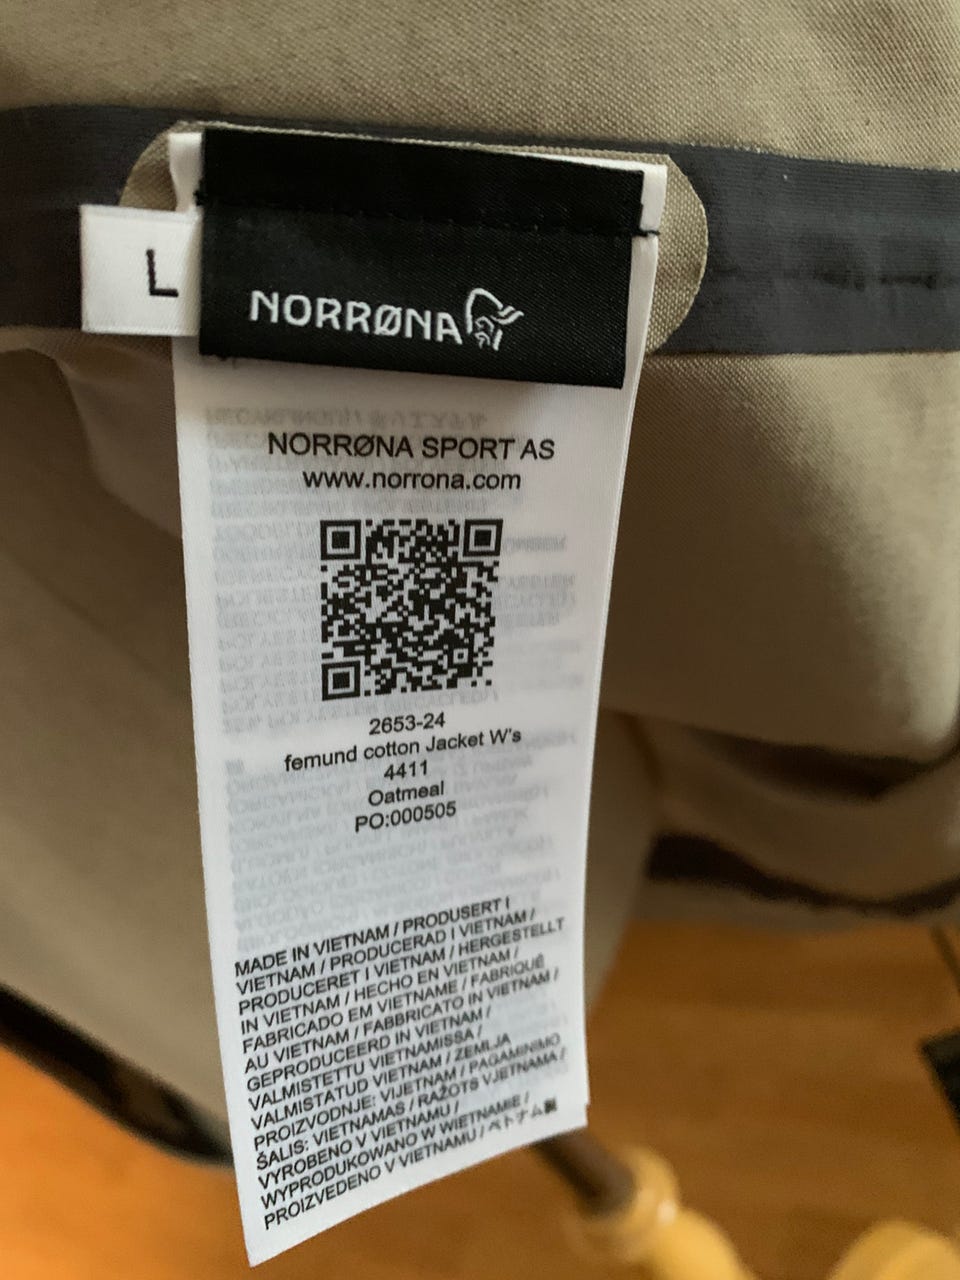 L
NORRØNA
NORRØNA SPORT AS
www.norrona.com
2653-24
femund cotton Jacket W's
4411
Oatmeal
PO:000505
MADE IN VIETNAM / PRODUSERT I
VIETNAM / PRODUCERAD I VIETNAM /
PRODUCERET I VIETNAM / HERGESTELLT
IN VIETNAM / HECHO EN VIETNAM /
FABRICADO EM VIETNAME / FABRIQUÉ
AU VIETNAM / FABBRICATO IN VIETNAM /
GEPRODUCEERD IN VIETNAM /
VALMISTETTU VIETNAMISSA /
VALMISTATUD VIETNAM / ZEMLJA
PROIZVODNJE: VIJETNAM / PAGAMINIMO
ŠALIS: VIETNAMAS / RAŽOTS VJETNAMA /
VYROBENO V VIETNAMU /
WYPRODUKOWANO W WIETNAMIE /
PROIZVEDENO V VIETNAMU / ベトナム製